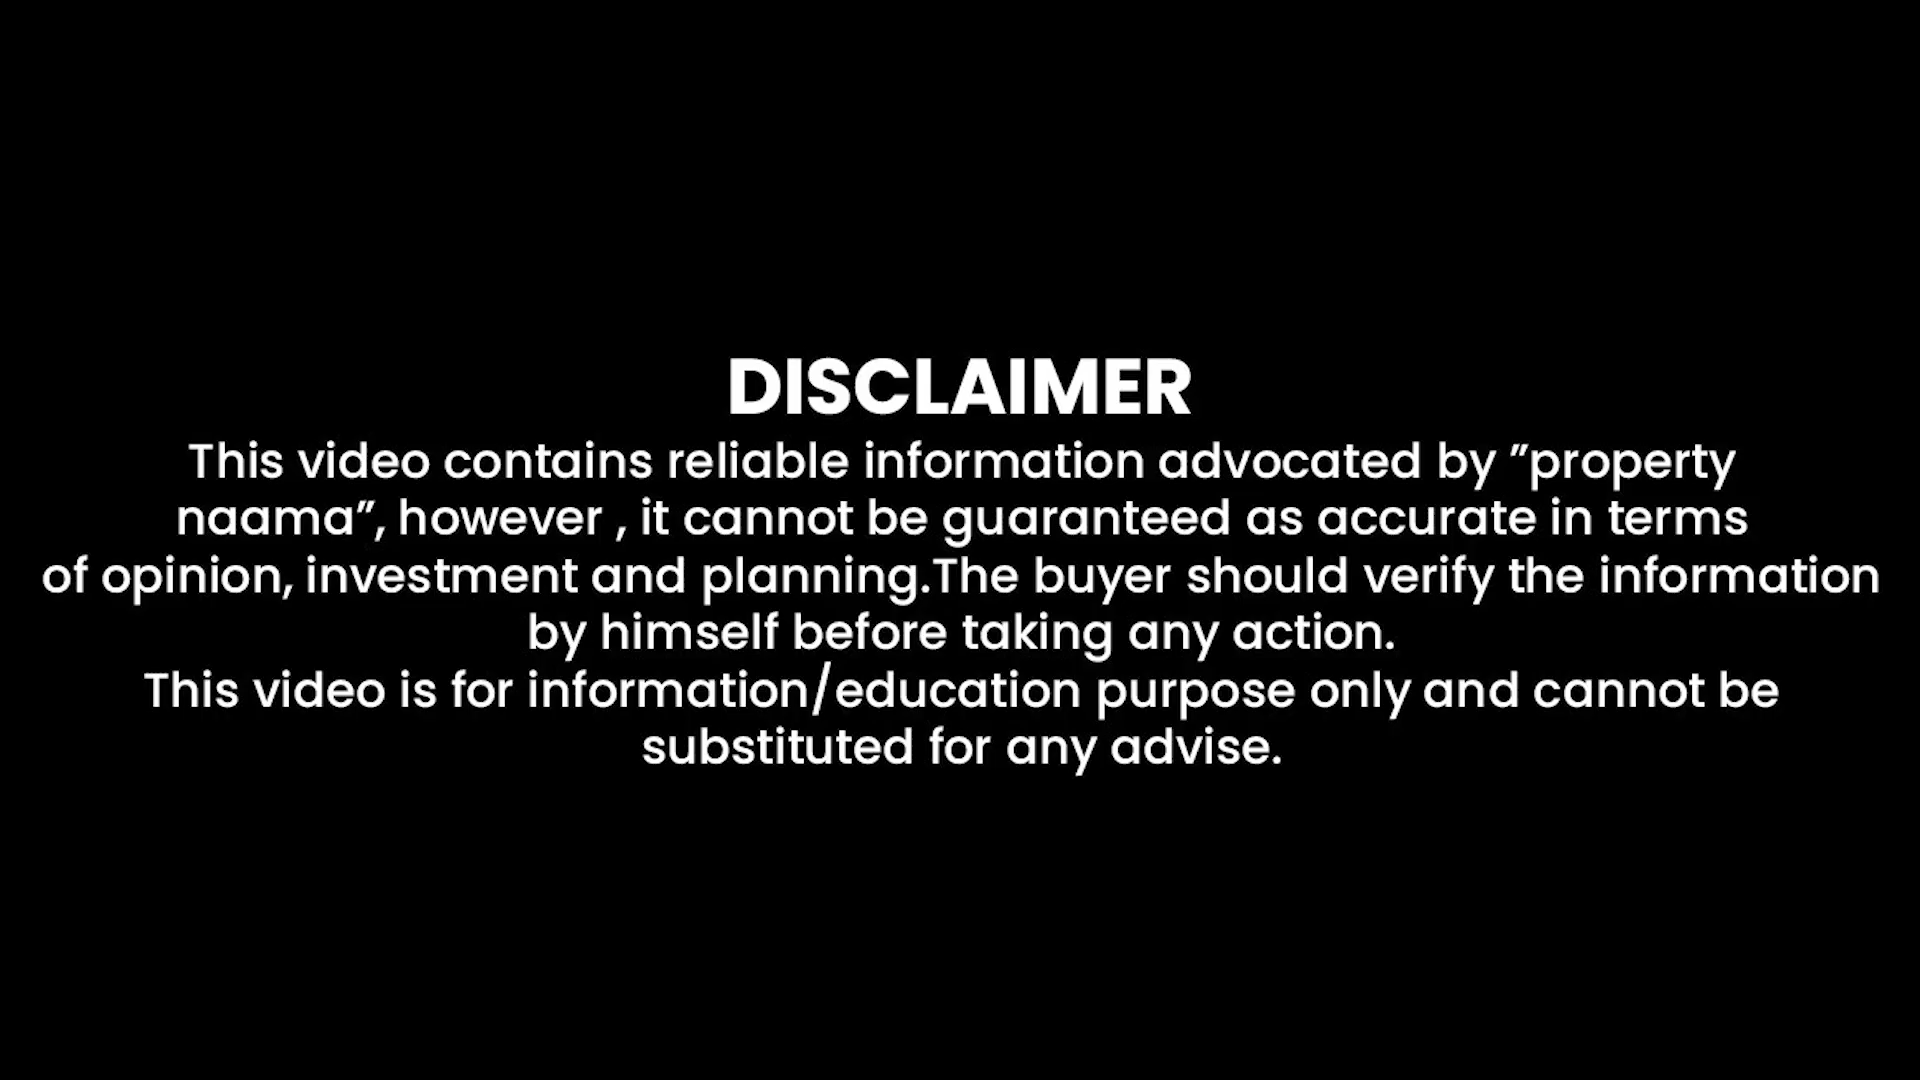 DISCLAIMER
This video contains reliable information advocated by ”property
naama”, however , it cannot be guaranteed as accurate in terms
of opinion, investment and planning.The buyer should verify the information
by himself before taking any action.
This video is for information/education purpose only and cannot be
substituted for any advise.